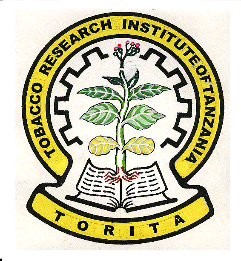 TOBACCO RESEARCH INSTITUTE OF TANZANIA
TORITA